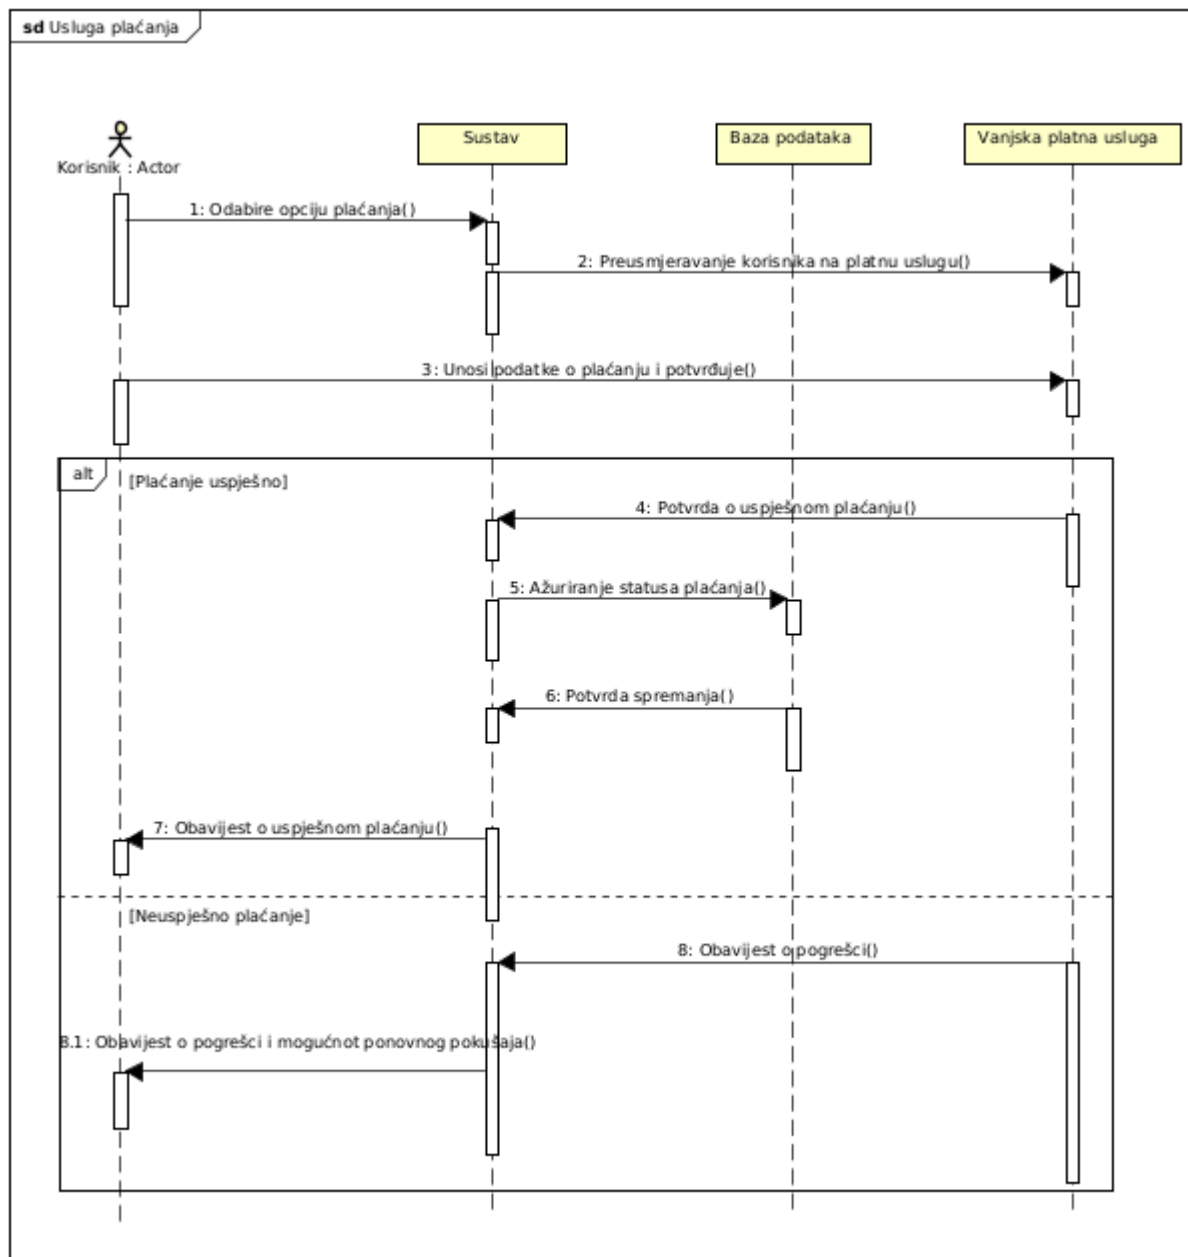 sd Usluga plaćanja
Korisnik : Actor
Sustav
Baza podataka
Vanjska platna usluga
1: Odabire opciju plaćanja()
2: Preusmjeravanje korisnika na platnu uslugu()
3: Unosi podatke o plaćanju i potvrđuje()
alt
[Plaćanje uspješno]
4: Potvrda o uspješnom plaćanju()
5: Ažuriranje statusa plaćanja()
6: Potvrda spremanja()
7: Obavijest o uspješnom plaćanju()
[Neuspješno plaćanje]
8: Obavijest o pogrešci()
8.1: Obavijest o pogrešci i mogućnot ponovnog pokušaja()